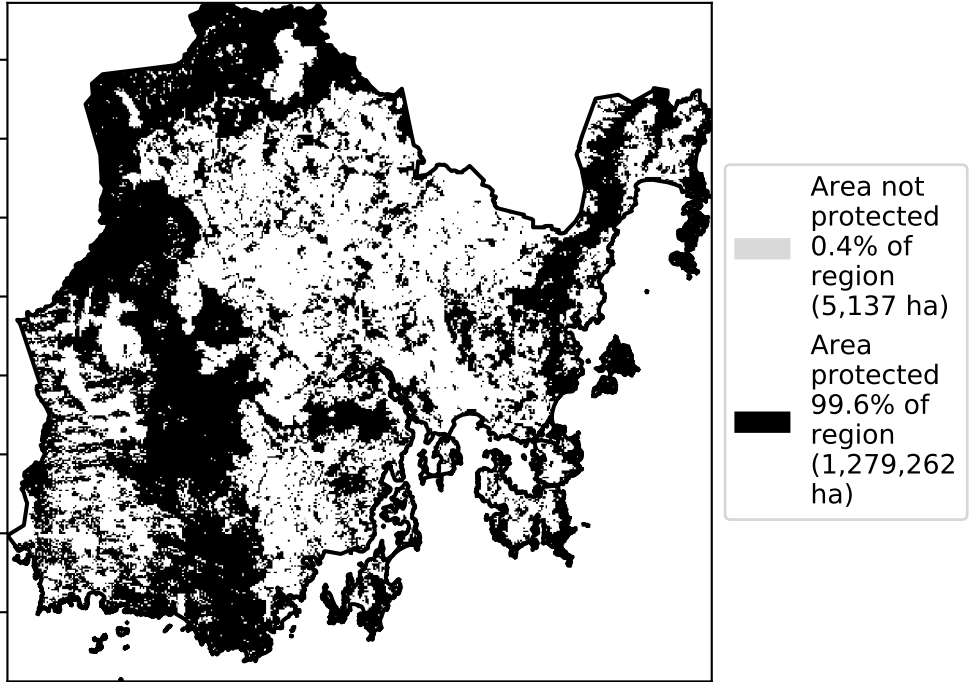 Area not
protected
0.4% of
region
(5,137 ha)
Area
protected
99.6% of
region
(1,279,262
ha)